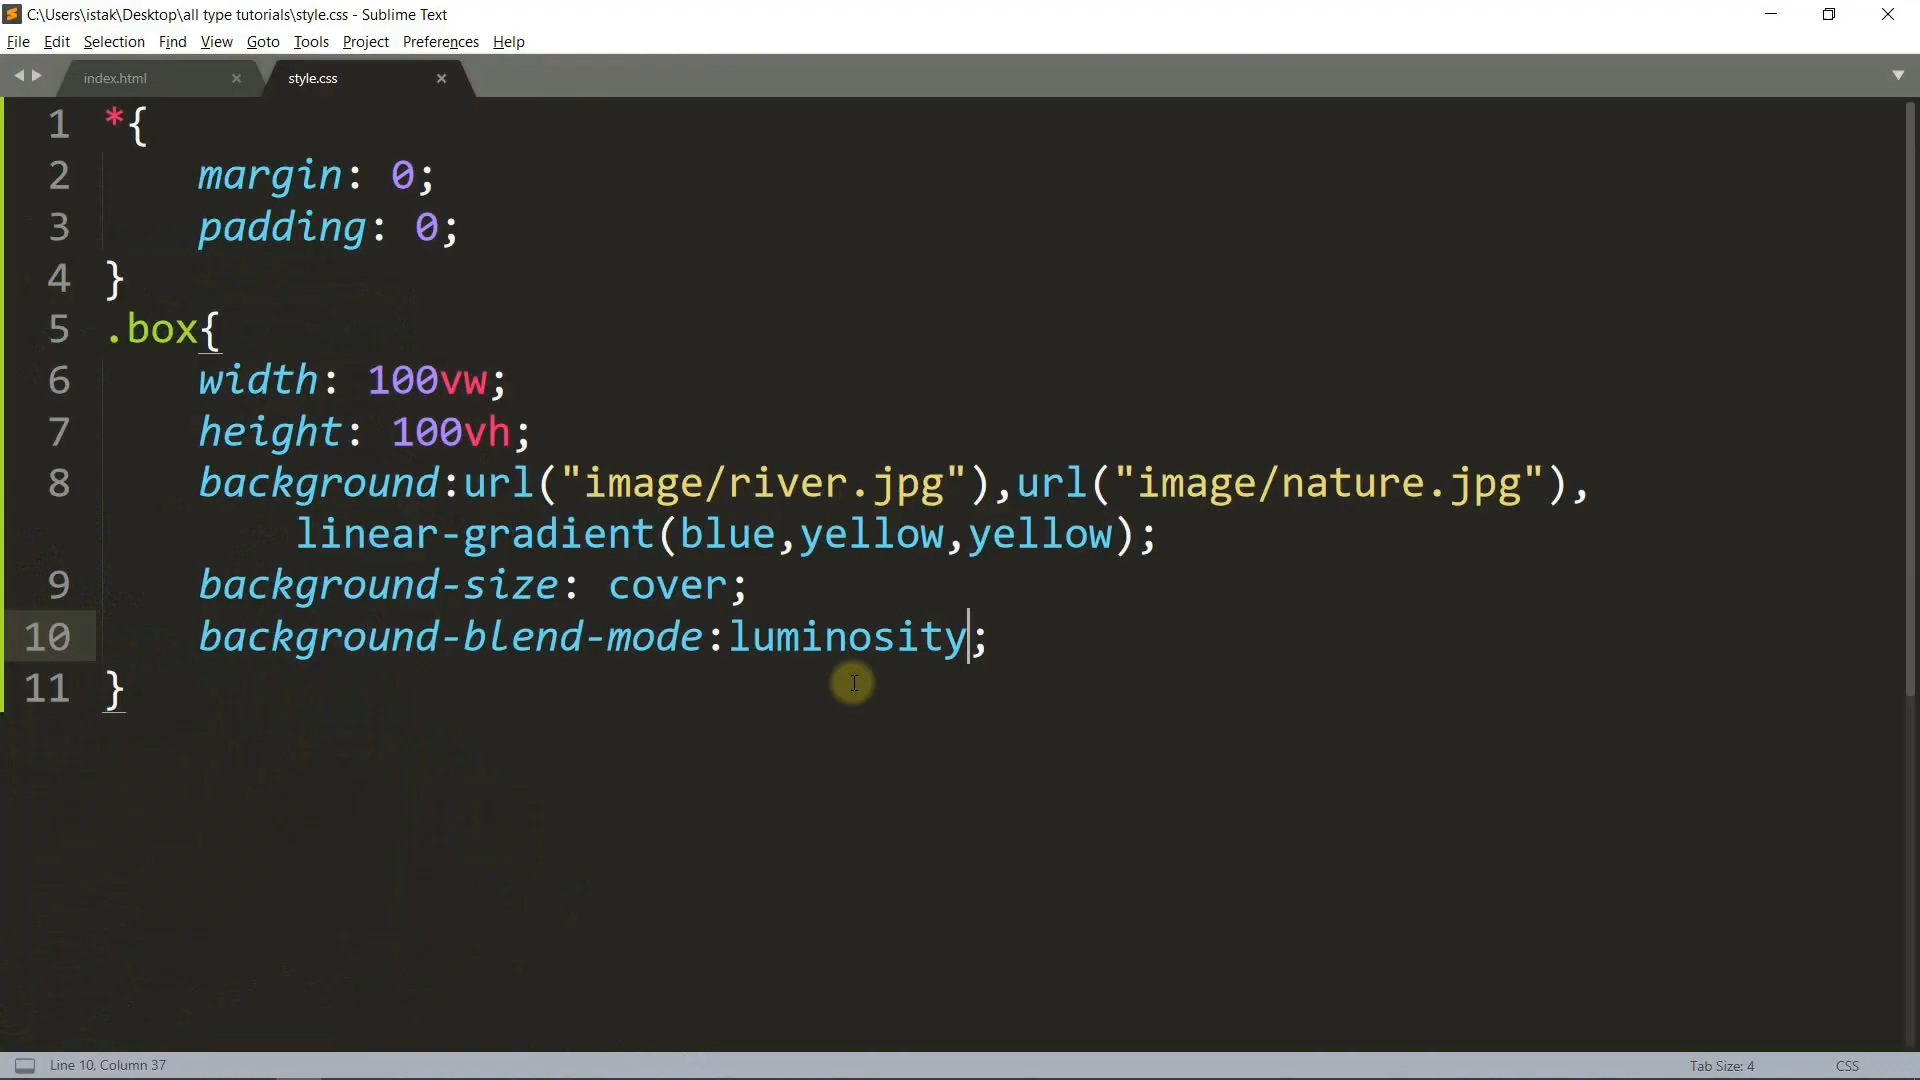 C:\Users\istak\Desktop\all type tutorials\style.css - Sublime Text
File Edit Selection Find View Goto Tools Project Preferences Help
index.html × style.css ×
1 *{
2 margin: 0;
3 padding: 0;
4 }
5 .box{
6 width: 100vw;
7 height: 100vh;
8 background:url("image/river.jpg"),url("image/nature.jpg"),
linear-gradient(blue,yellow,yellow);
9 background-size: cover;
10 background-blend-mode:luminosity;
11 }
Line 10, Column 37 Tab Size: 4 CSS